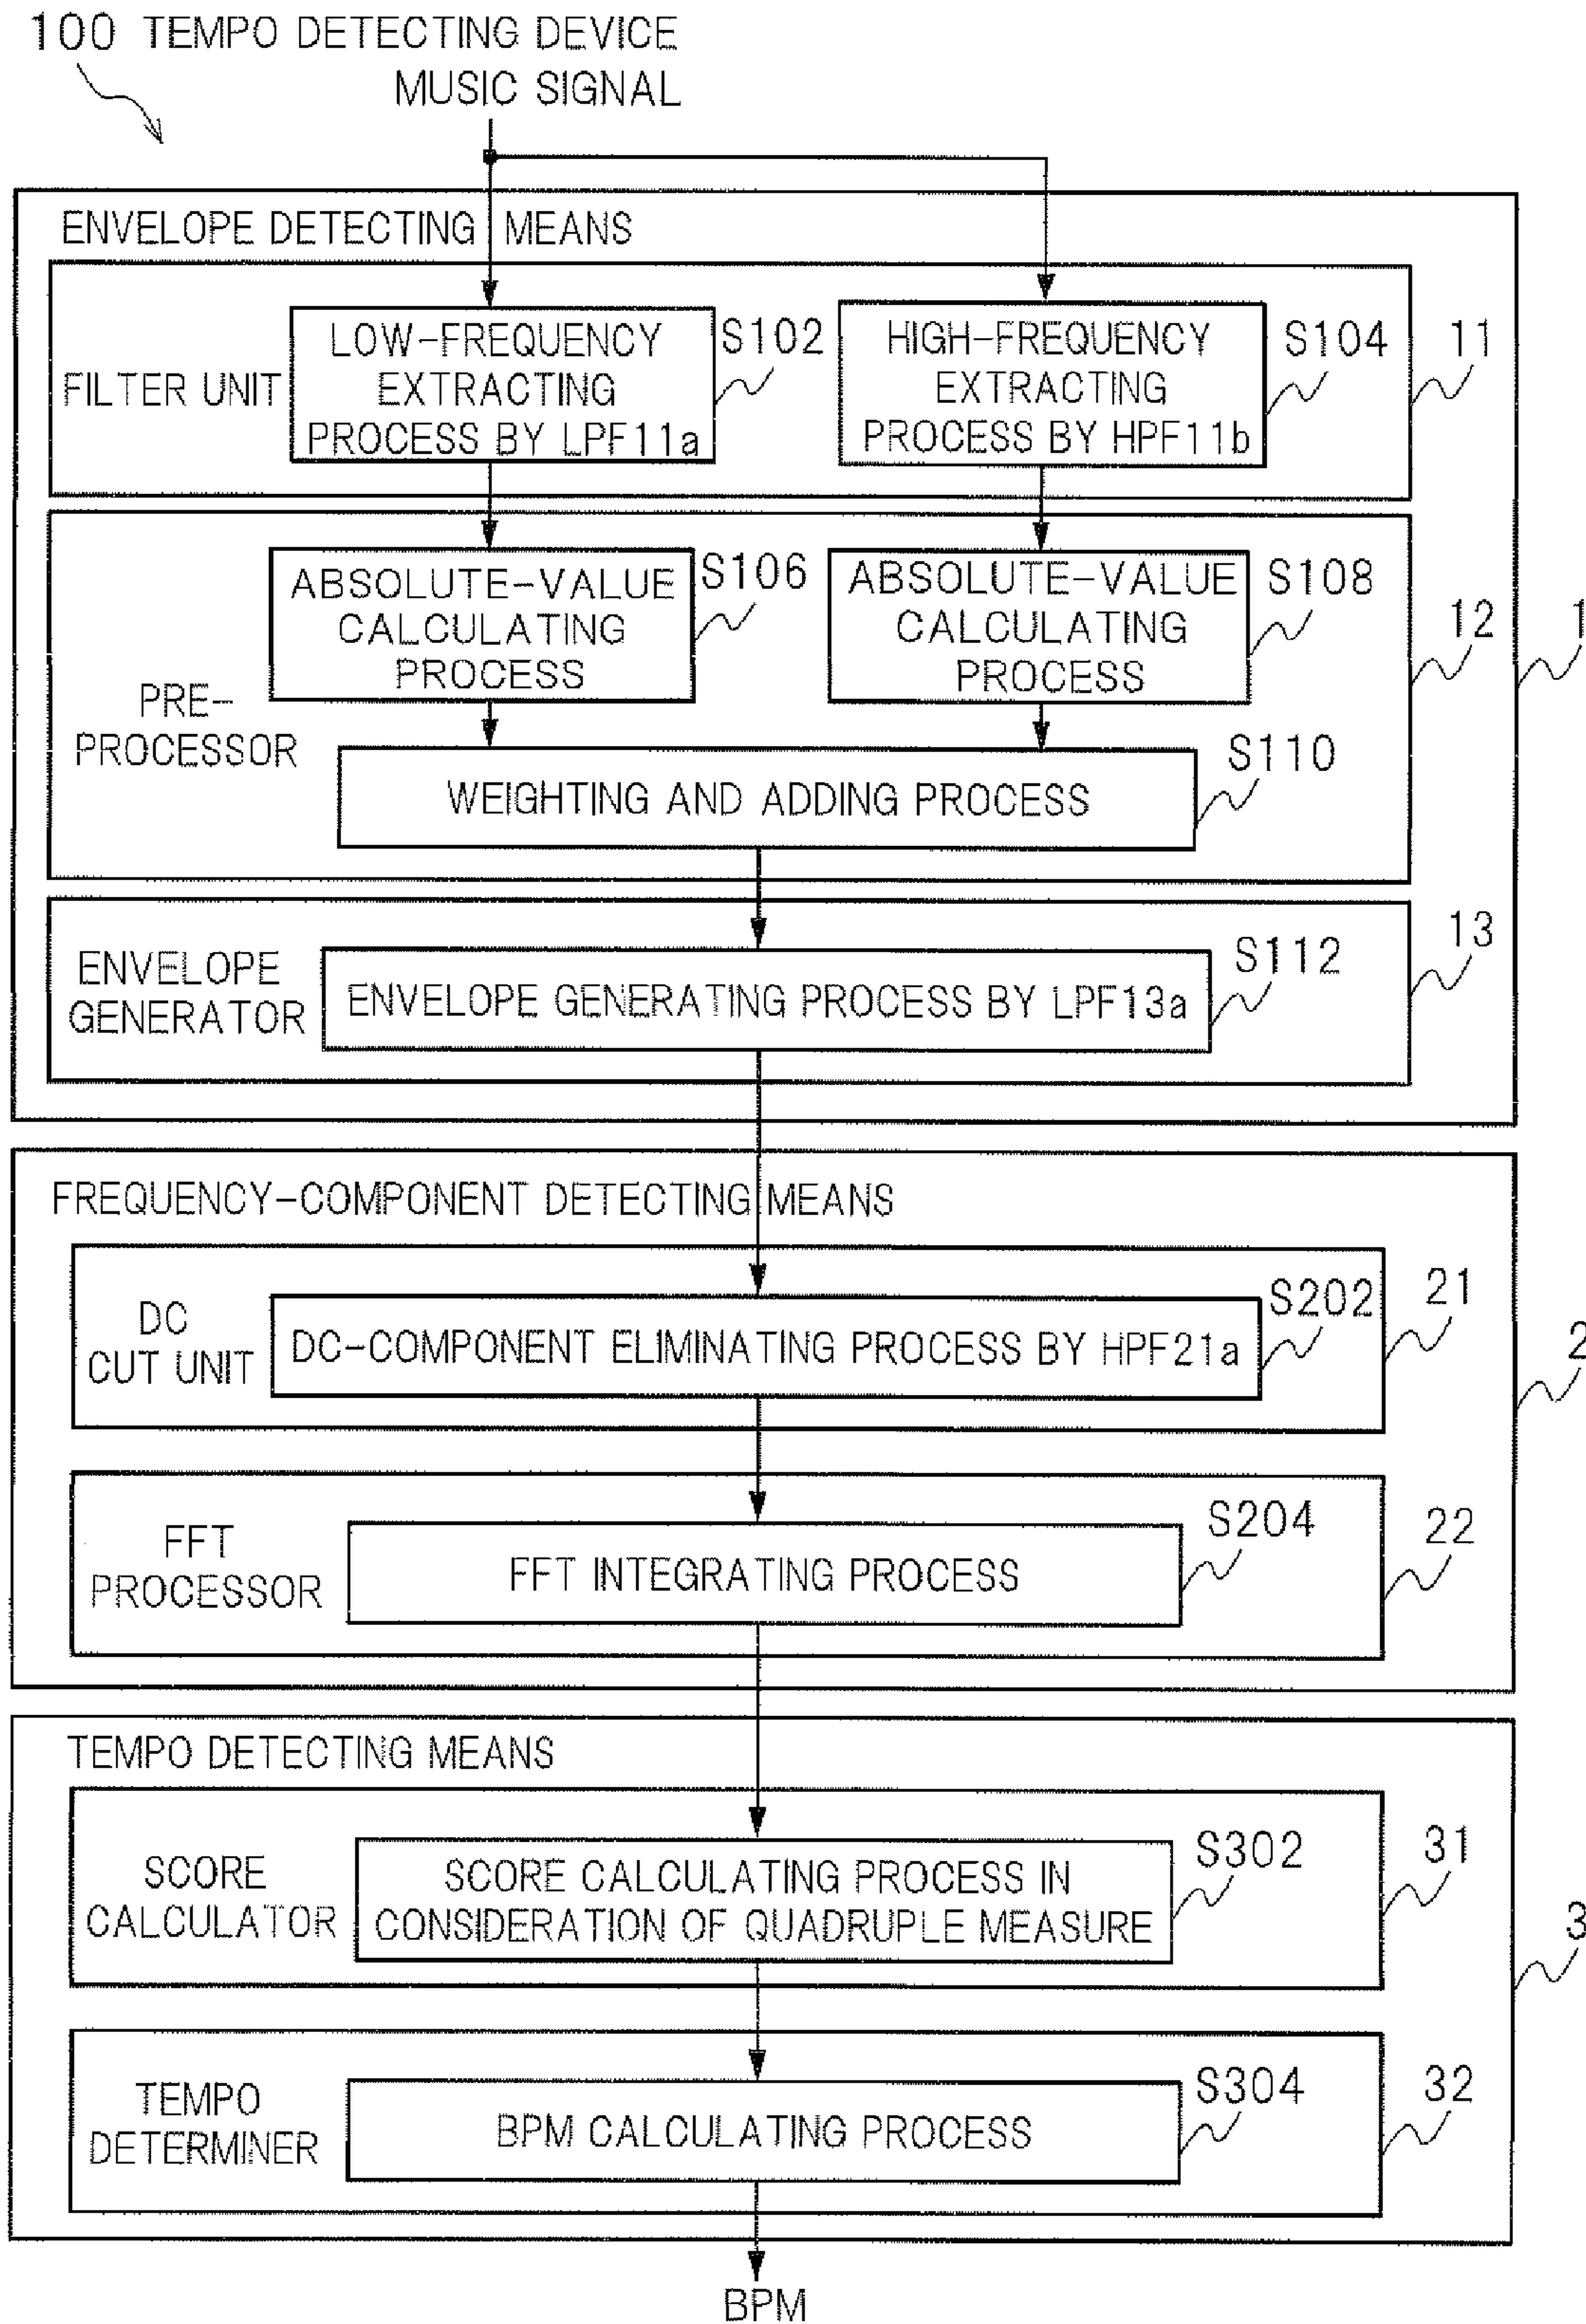 100 TEMPO DETECTING DEVICE
MUSIC SIGNAL
ENVELOPE DETECTING MEANS
FILTER UNIT
LOW-FREQUENCY
EXTRACTING
PROCESS BY LPF11a
S102
HIGH-FREQUENCY
EXTRACTING
PROCESS BY HPF11b
S104
11
PRE-
PROCESSOR
ABSOLUTE-VALUE
CALCULATING
PROCESS
S106
ABSOLUTE-VALUE
CALCULATING
PROCESS
S108
12
1
WEIGHTING AND ADDING PROCESS
S110
ENVELOPE
GENERATOR
ENVELOPE GENERATING PROCESS BY LPF13a
S112
13
FREQUENCY-COMPONENT DETECTING MEANS
DC
CUT UNIT
DC-COMPONENT ELIMINATING PROCESS BY HPF21a
S202
21
2
FFT
PROCESSOR
FFT INTEGRATING PROCESS
S204
22
TEMPO DETECTING MEANS
SCORE
CALCULATOR
SCORE CALCULATING PROCESS IN
CONSIDERATION OF QUADRUPLE MEASURE
S302
31
3
TEMPO
DETERMINER
BPM CALCULATING PROCESS
S304
32
BPM